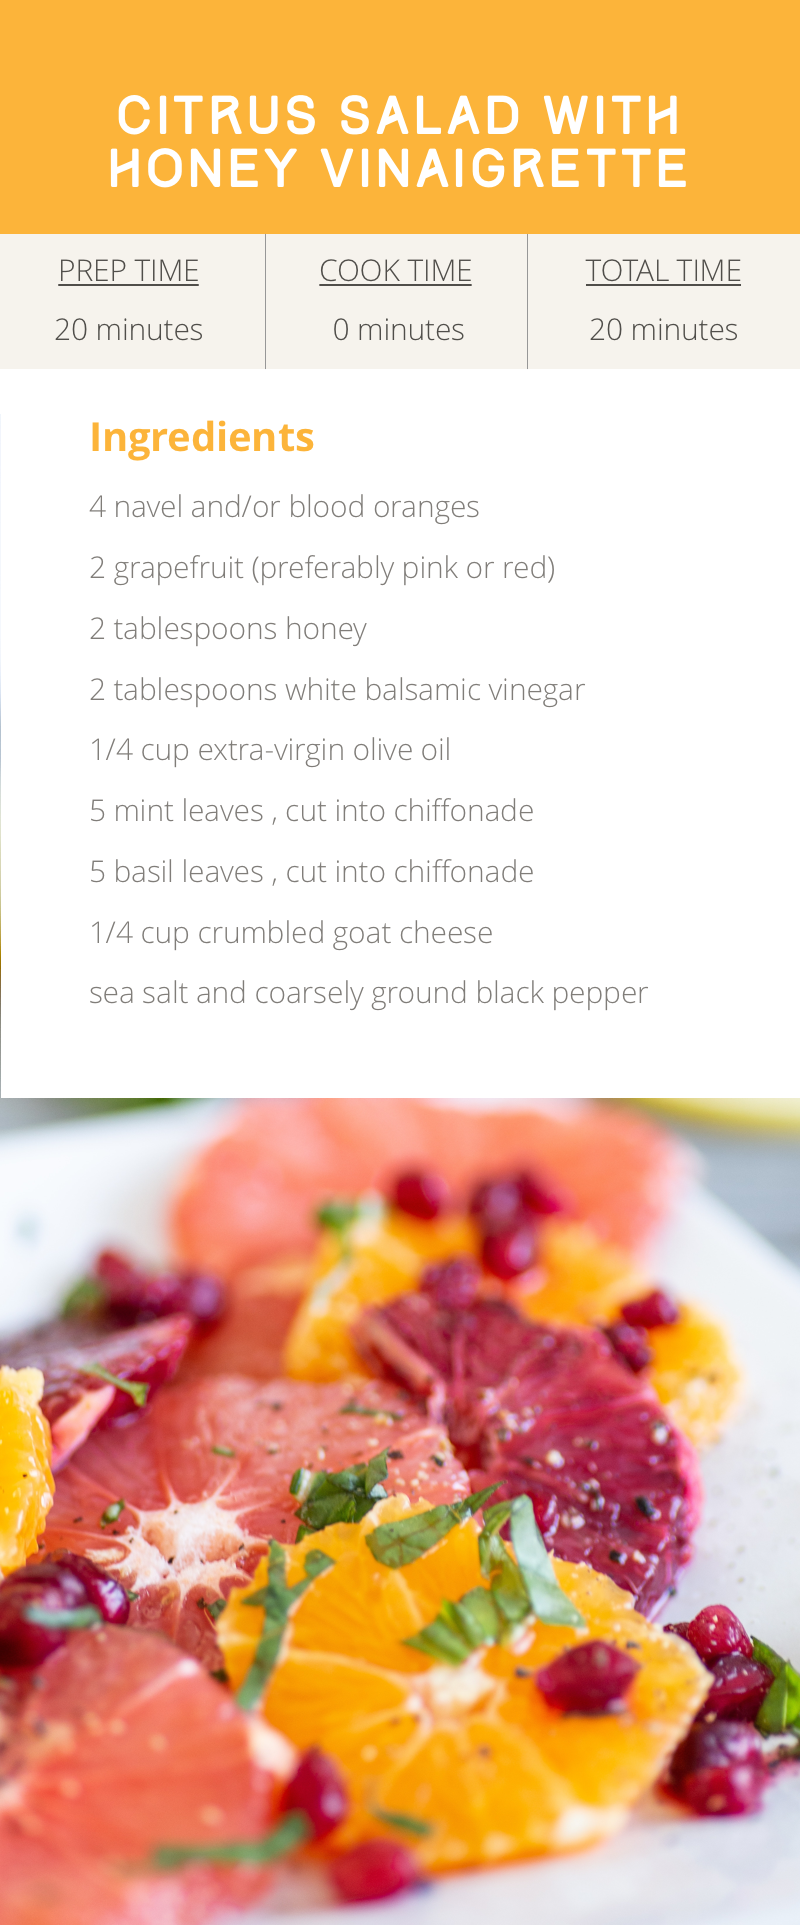 CITRUS SALAD WITH
HONEY VINAIGRETTE
PREP TIME
20 minutes
COOK TIME
0 minutes
TOTAL TIME
20 minutes
Ingredients
4 navel and/or blood oranges
2 grapefruit (preferably pink or red)
2 tablespoons honey
2 tablespoons white balsamic vinegar
1/4 cup extra-virgin olive oil
5 mint leaves , cut into chiffonade
5 basil leaves , cut into chiffonade
1/4 cup crumbled goat cheese
sea salt and coarsely ground black pepper